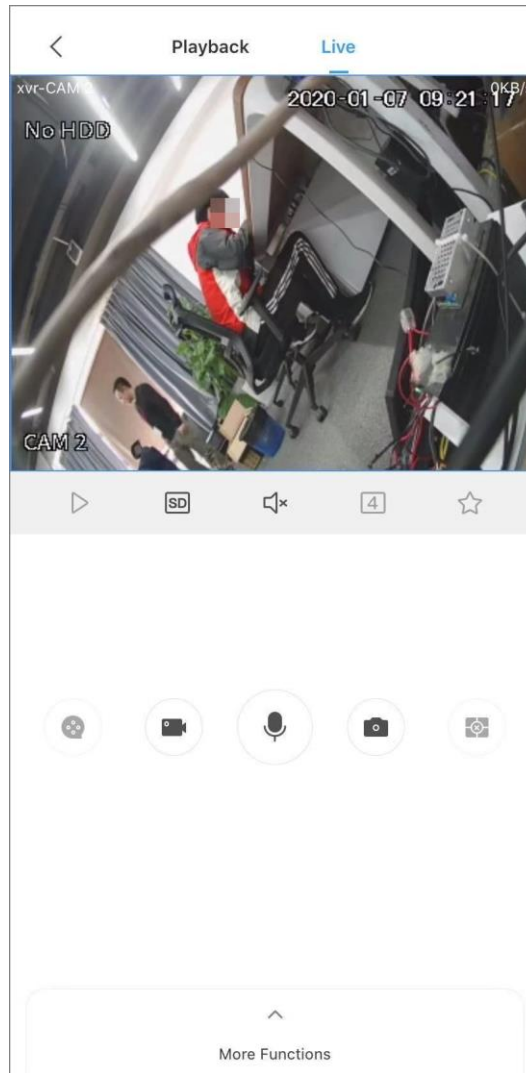 Playback Live
xvr-CAM 2 0KB/
2020-01-07 09:21:17
No HDD
CAM 2
SD 4
More Functions